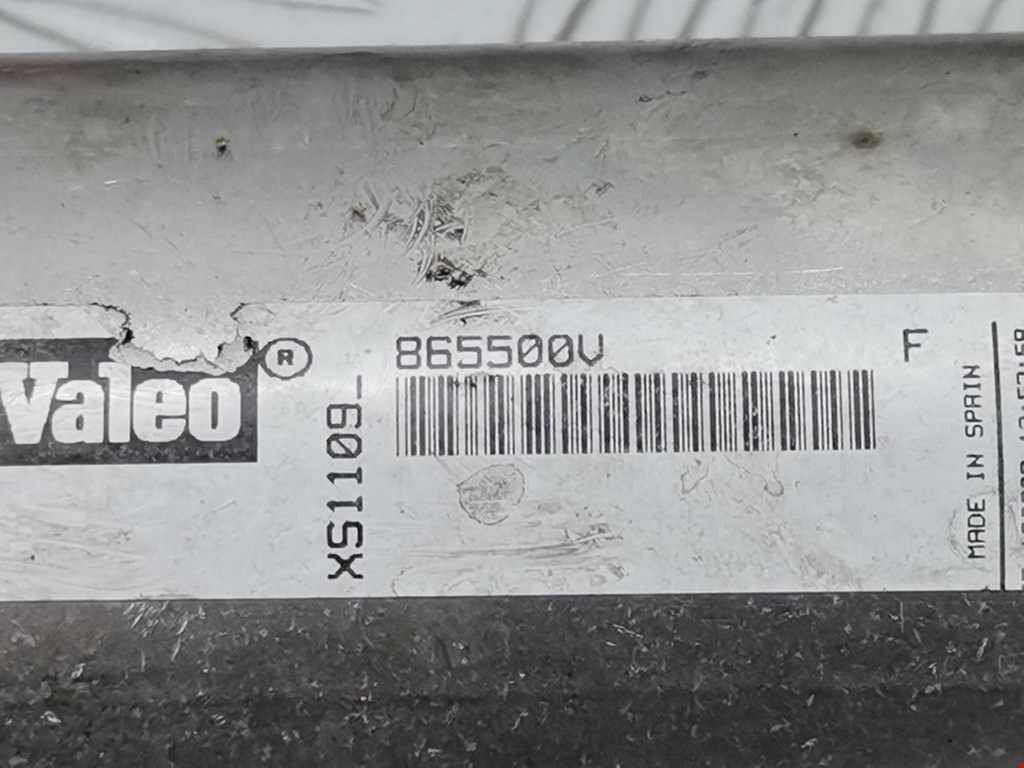 Valeo ®
865500V
F
XS1109_
MADE IN SPAIN